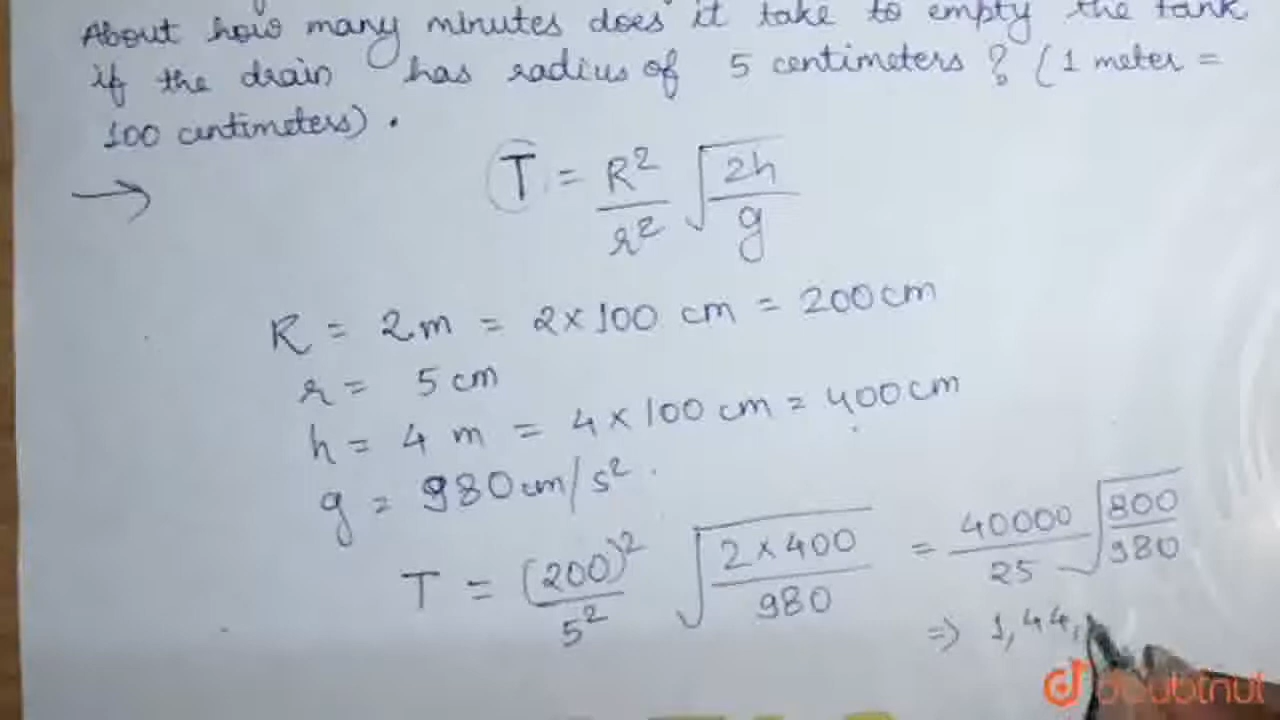 About how many minutes does it take to empty the tank
if the drain has radius of 5 centimeters ? (1 meter =
100 centimeters).
→ T = R²/r² √(2h/g)
R = 2m = 2×100 cm = 200cm
r = 5cm
h = 4 m = 4×100 cm = 400cm
g = 980cm/s².
T = (200)²/5² √(2×400/980) = 40000/25 √(800/980)
⇒ 1,44,
doubtnut